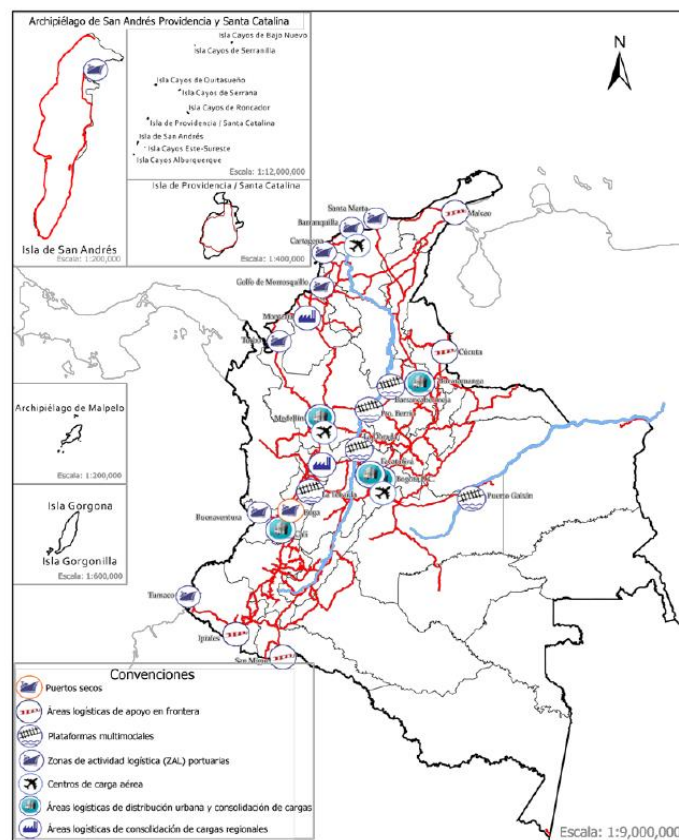 Archipiélago de San Andrés Providencia y Santa Catalina
Isla Cayos de Bajo Nuevo
Isla Cayos de Serranilla
Isla Cayos de Ourtasueño
Isla Cayos de Serrana
Isla Cayos de Roncador
Isla de Providencia / Santa Catalina
Isla de San Andrés
Isla Cayos Este-Sureste
Isla Cayos Alburquerque
Escala: 1:12,000,000
Isla de San Andrés
Escala: 1:200,000
Isla de Providencia / Santa Catalina
Escala: 1:400,000
N
Santa Marta
Maicao
Barranquilla
Cartagena
Golfo de Morrosquillo
Cúcuta
Bucaramanga
Barrancabermeja
Pto. Berrío
Medellín
Archipiélago de Malpelo
Escala: 1:200,000
Bogotá
Puerto Gaitán
Isla Gorgona
Isla Gorgonilla
Escala: 1:600,000
Buenaventura
Buga
Cali
Tumaco
Ipiales
San Miguel
Convenciones
Puertos secos
Áreas logísticas de apoyo en frontera
Plataformas multimociales
Zonas de actividad logística (ZAL) portuarias
Centros de carga aérea
Áreas logísticas de distribución urbana y consolidación de cargas
Áreas logísticas de consolidación de cargas regionales
Escala: 1:9,000,000